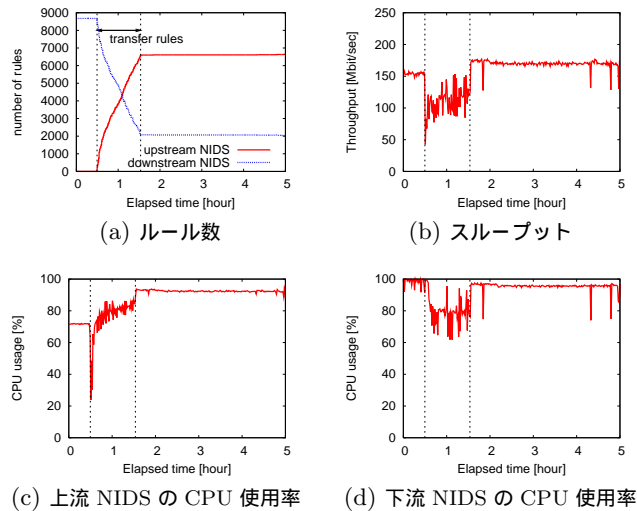 9000
8000
7000
6000
5000
4000
3000
2000
1000
0
number of rules
transfer rules
upstream NIDS
downstream NIDS
0 1 2 3 4 5
Elapsed time [hour]
(a) ルール数
250
200
150
100
50
0
Throughput [Mbit/sec]
0 1 2 3 4 5
Elapsed time [hour]
(b) スループット
100
80
60
40
20
0
CPU usage [%]
0 1 2 3 4 5
Elapsed time [hour]
(c) 上流 NIDS の CPU 使用率
100
80
60
40
20
0
CPU usage [%]
0 1 2 3 4 5
Elapsed time [hour]
(d) 下流 NIDS の CPU 使用率